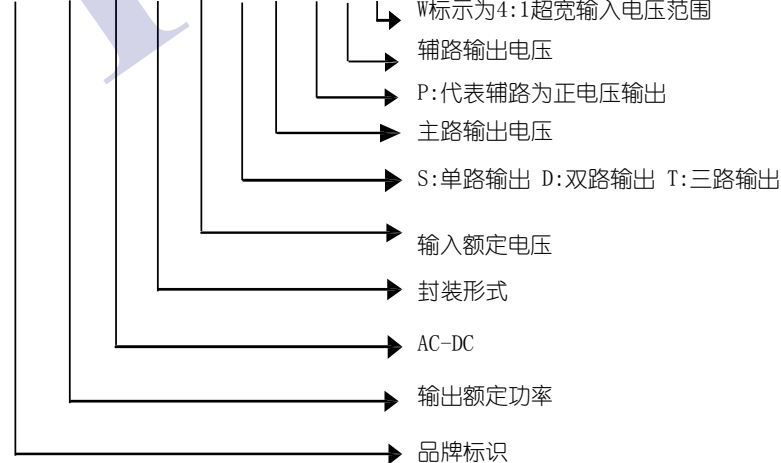 W标示为4:1超宽输入电压范围
辅路输出电压
P:代表辅路为正电压输出
主路输出电压
S:单路输出 D:双路输出 T:三路输出
输入额定电压
封装形式
AC-DC
输出额定功率
品牌标识